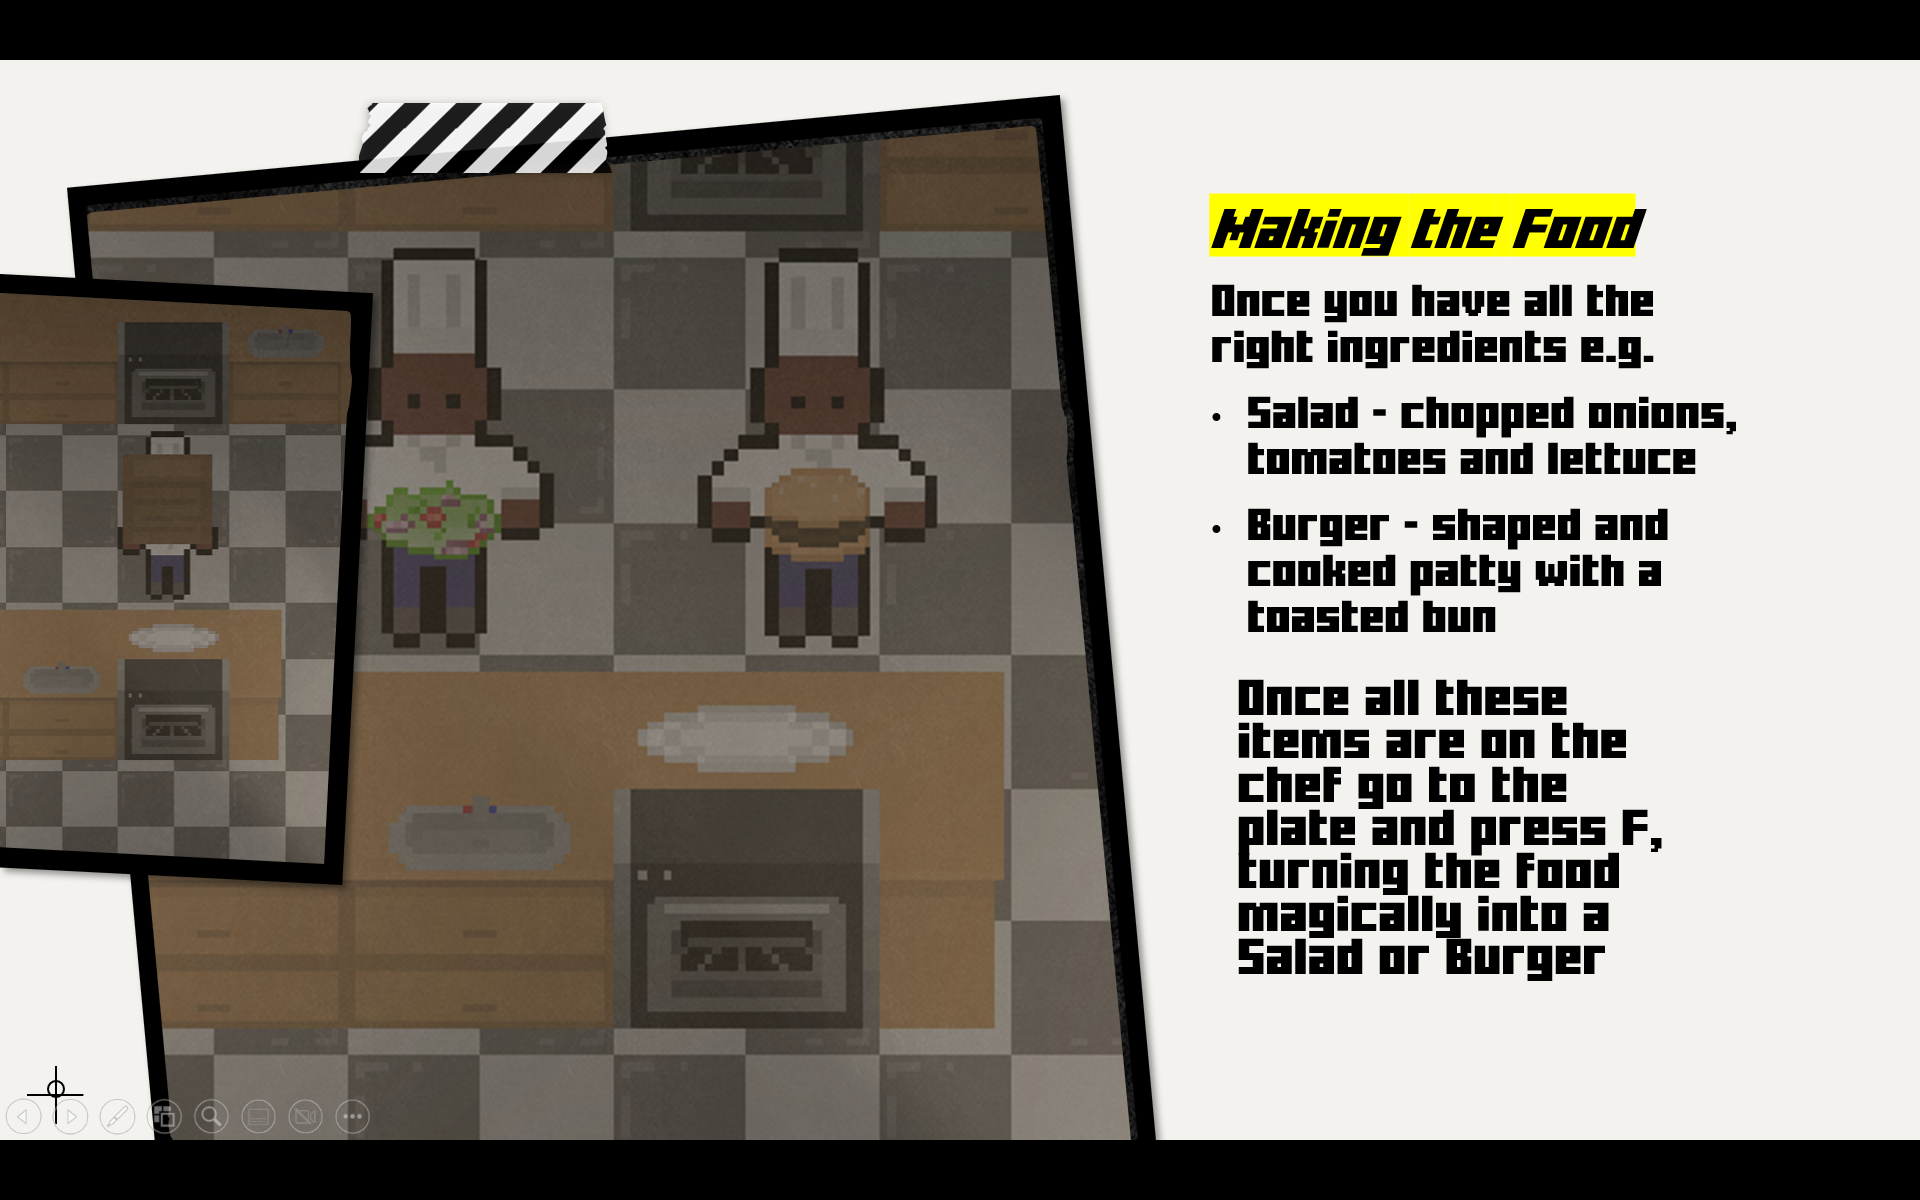 Making the Food
Once you have all the
right ingredients e.g.
• Salad - chopped onions,
tomatoes and lettuce
• Burger - shaped and
cooked patty with a
toasted bun
Once all these
items are on the
chef go to the
plate and press F,
turning the food
magically into a
Salad or Burger